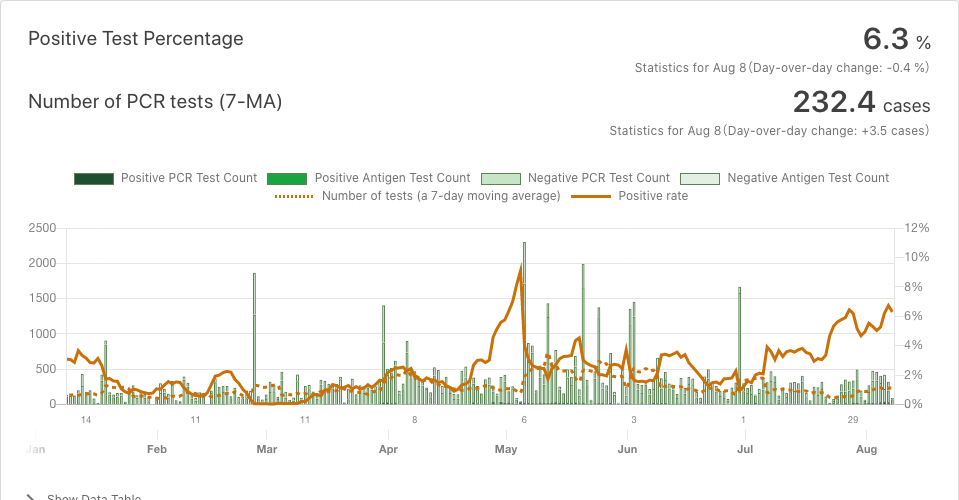 Positive Test Percentage
6.3 %
Statistics for Aug 8(Day-over-day change: -0.4 %)
Number of PCR tests (7-MA)
232.4 cases
Statistics for Aug 8(Day-over-day change: +3.5 cases)
Positive PCR Test Count Positive Antigen Test Count Negative PCR Test Count Negative Antigen Test Count
Number of tests (a 7-day moving average) Positive rate
2500 12%
2000 10%
1500 8%
1000 6%
500 4%
0 2%
0%
14 11 11 8 6 3 1 29
Jan Feb Mar Apr May Jun Jul Aug
Show Data Table